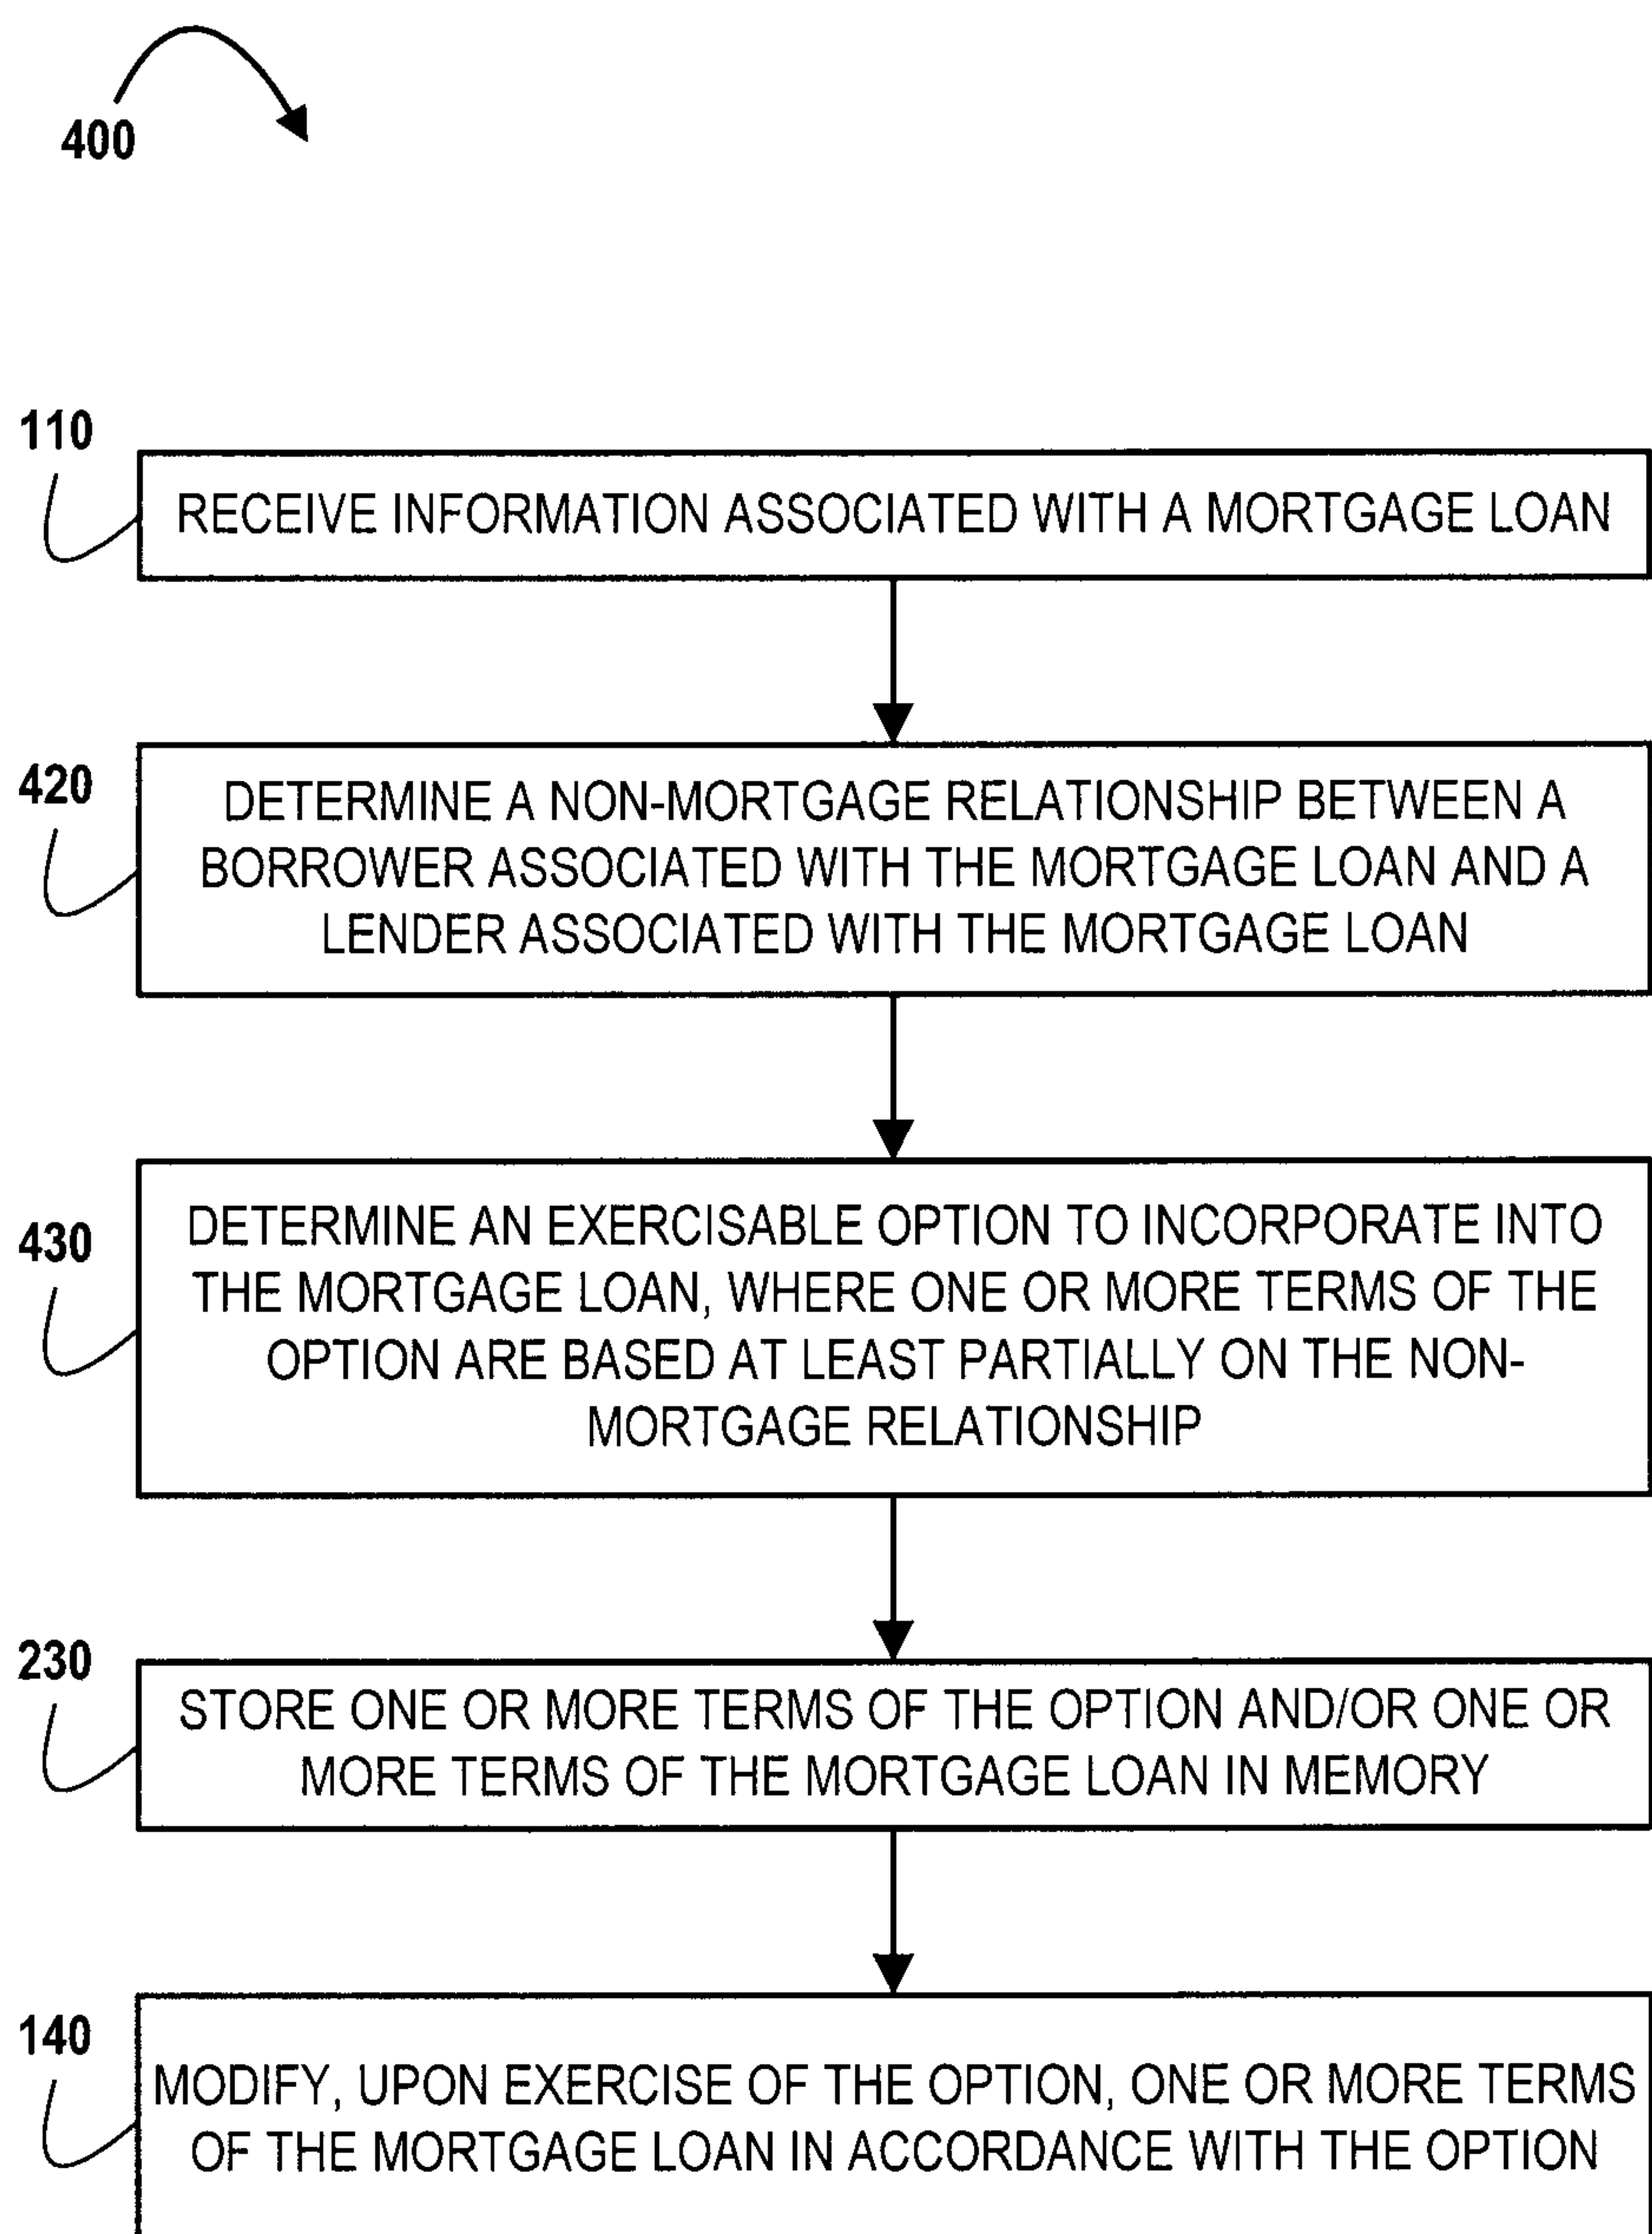 400
110
RECEIVE INFORMATION ASSOCIATED WITH A MORTGAGE LOAN
420
DETERMINE A NON-MORTGAGE RELATIONSHIP BETWEEN A
BORROWER ASSOCIATED WITH THE MORTGAGE LOAN AND A
LENDER ASSOCIATED WITH THE MORTGAGE LOAN
430
DETERMINE AN EXERCISABLE OPTION TO INCORPORATE INTO
THE MORTGAGE LOAN, WHERE ONE OR MORE TERMS OF THE
OPTION ARE BASED AT LEAST PARTIALLY ON THE NON-
MORTGAGE RELATIONSHIP
230
STORE ONE OR MORE TERMS OF THE OPTION AND/OR ONE OR
MORE TERMS OF THE MORTGAGE LOAN IN MEMORY
140
MODIFY, UPON EXERCISE OF THE OPTION, ONE OR MORE TERMS
OF THE MORTGAGE LOAN IN ACCORDANCE WITH THE OPTION